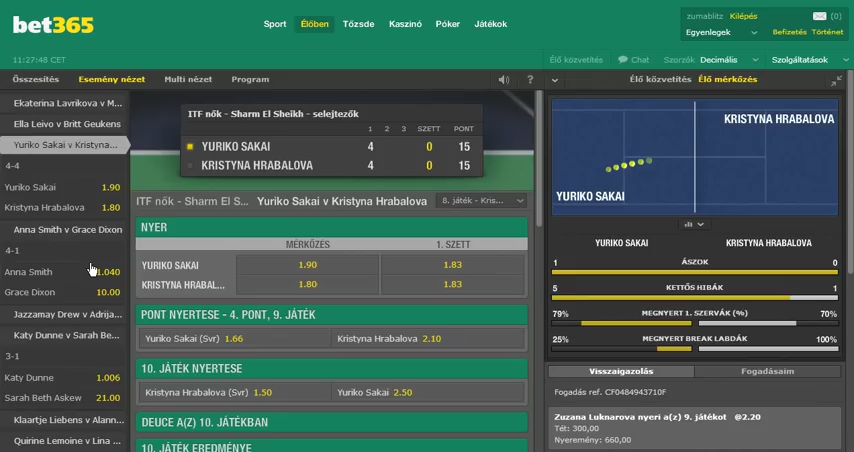 bet365
Sport Élőben Tőzsde Kaszinó Póker Játékok
zumablitz Kilépés (0)
Egyenlegek Befizetés Történet
11:27:48 CET
Élő közvetítés Chat Szorzók Decimális Szolgáltatások
Összesítés Esemény nézet Multi nézet Program ?
Élő közvetítés Élő mérkőzés
Ekaterina Lavrikova v M...
Ella Leivo v Britt Geukens
Yuriko Sakai v Kristyna...
4-4
Yuriko Sakai 1.90
Kristyna Hrabalova 1.80
Anna Smith v Grace Dixon
4-1
Anna Smith 1.040
Grace Dixon 10.00
Jazzamay Drew v Adrija...
Katy Dunne v Sarah Be...
3-1
Katy Dunne 1.006
Sarah Beth Askew 21.00
Klaartje Liebens v Alann...
Quirine Lemoine v Lina ...
ITF nők - Sharm El Sheikh - selejtezők
1 2 3 SZETT PONT
YURIKO SAKAI 4 0 15
KRISTYNA HRABALOVA 4 0 15
ITF nők - Sharm El S... Yuriko Sakai v Kristyna Hrabalova 8. játék - Kris...
NYER
MÉRKŐZÉS 1. SZETT
YURIKO SAKAI 1.90 1.83
KRISTYNA HRABAL... 1.80 1.83
PONT NYERTESE - 4. PONT, 9. JÁTÉK
Yuriko Sakai (Svr) 1.66 Kristyna Hrabalova 2.10
10. JÁTÉK NYERTESE
Kristyna Hrabalova (Svr) 1.50 Yuriko Sakai 2.50
DEUCE A(Z) 10. JÁTÉKBAN
10. JÁTÉK EREDMÉNYE
KRISTYNA HRABALOVA
YURIKO SAKAI
YURIKO SAKAI KRISTYNA HRABALOVA
1 ÁSZOK 0
5 KETTŐS HIBÁK 1
79% MEGNYERT 1. SZERVÁK (%) 70%
25% MEGNYERT BREAK LABDÁK 100%
Visszaigazolás Fogadásaim
Fogadás ref. CF0484943710F
Zuzana Luknarova nyeri a(z) 9. játékot @2.20
Tét: 300,00
Nyeremény: 660,00